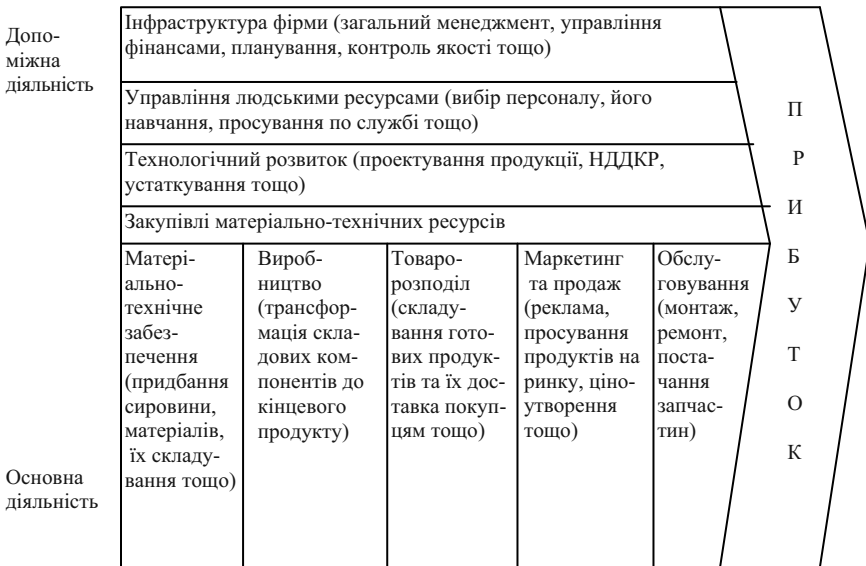 Допо-
міжна
діяльність
Інфраструктура фірми (загальний менеджмент, управління
фінансами, планування, контроль якості тощо)
Управління людськими ресурсами (вибір персоналу, його
навчання, просування по службі тощо)
Технологічний розвиток (проектування продукції, НДДКР,
устаткування тощо)
Закупівлі матеріально-технічних ресурсів
Основна
діяльність
Матері-
ально-
технічне
забез-
печення
(придбання
сировини,
матеріалів,
їх складу-
вання тощо)
Вироб-
ництво
(трансфор-
мація скла-
дових ком-
понентів до
кінцевого
продукту)
Товаро-
розподіл
(складу-
вання гото-
вих продук-
тів та їх дос-
тавка покуп-
цям тощо)
Маркетинг
та продаж
(реклама,
просування
продуктів на
ринку, ціно-
утворення
тощо)
Обслу-
говування
(монтаж,
ремонт,
поста-
чання
запчас-
тин)
П
Р
И
Б
У
Т
О
К